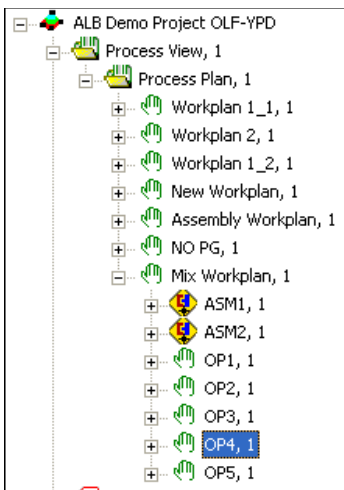 ALB Demo Project OLF-YPD
Process View, 1
Process Plan, 1
Workplan 1_1, 1
Workplan 2, 1
Workplan 1_2, 1
New Workplan, 1
Assembly Workplan, 1
NO PG, 1
Mix Workplan, 1
ASM1, 1
ASM2, 1
OP1, 1
OP2, 1
OP3, 1
OP4, 1
OP5, 1